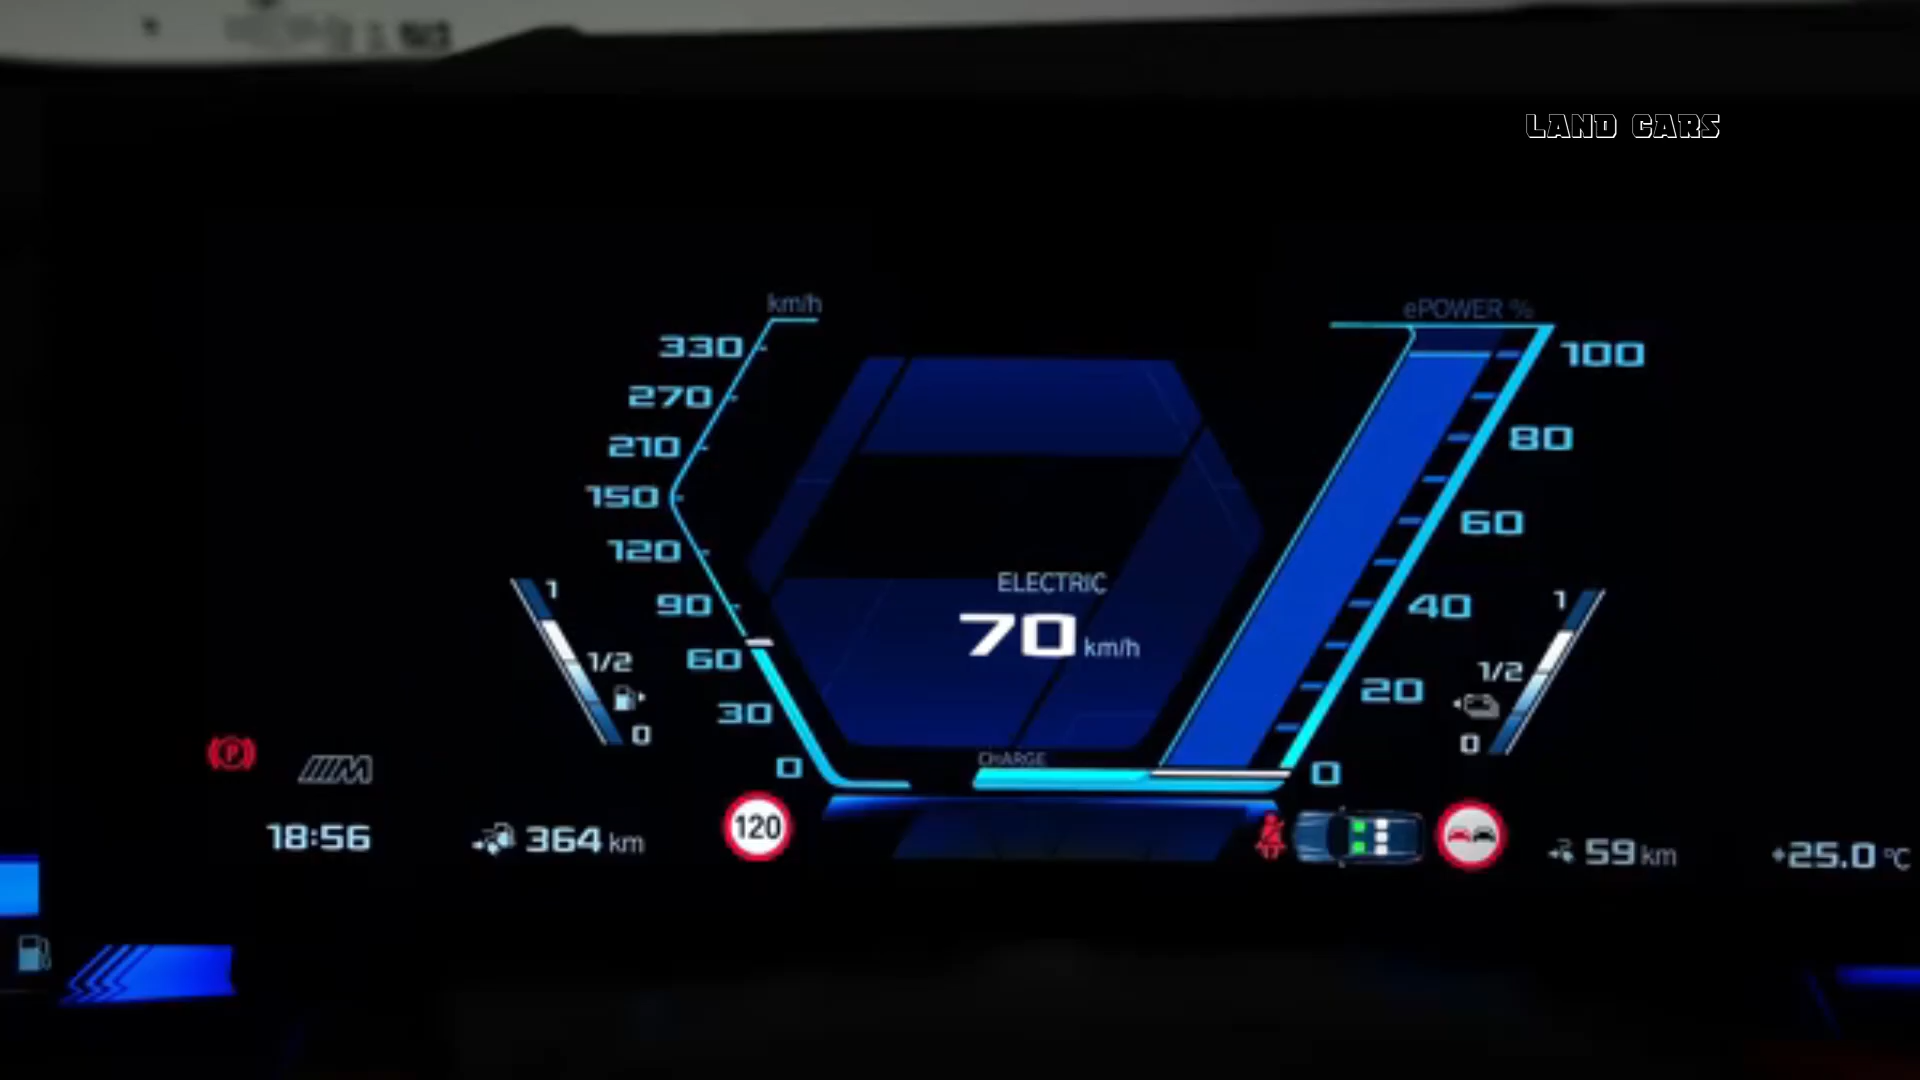 LAND CARS
km/h
330
270
210
150
120
90
60
30
0
ePOWER %
100
80
60
40
20
0
1
1/2
0
ELECTRIC
70 km/h
1
1/2
0
CHARGE
P
M
18:56
364 km
120
59 km
+25.0 °C